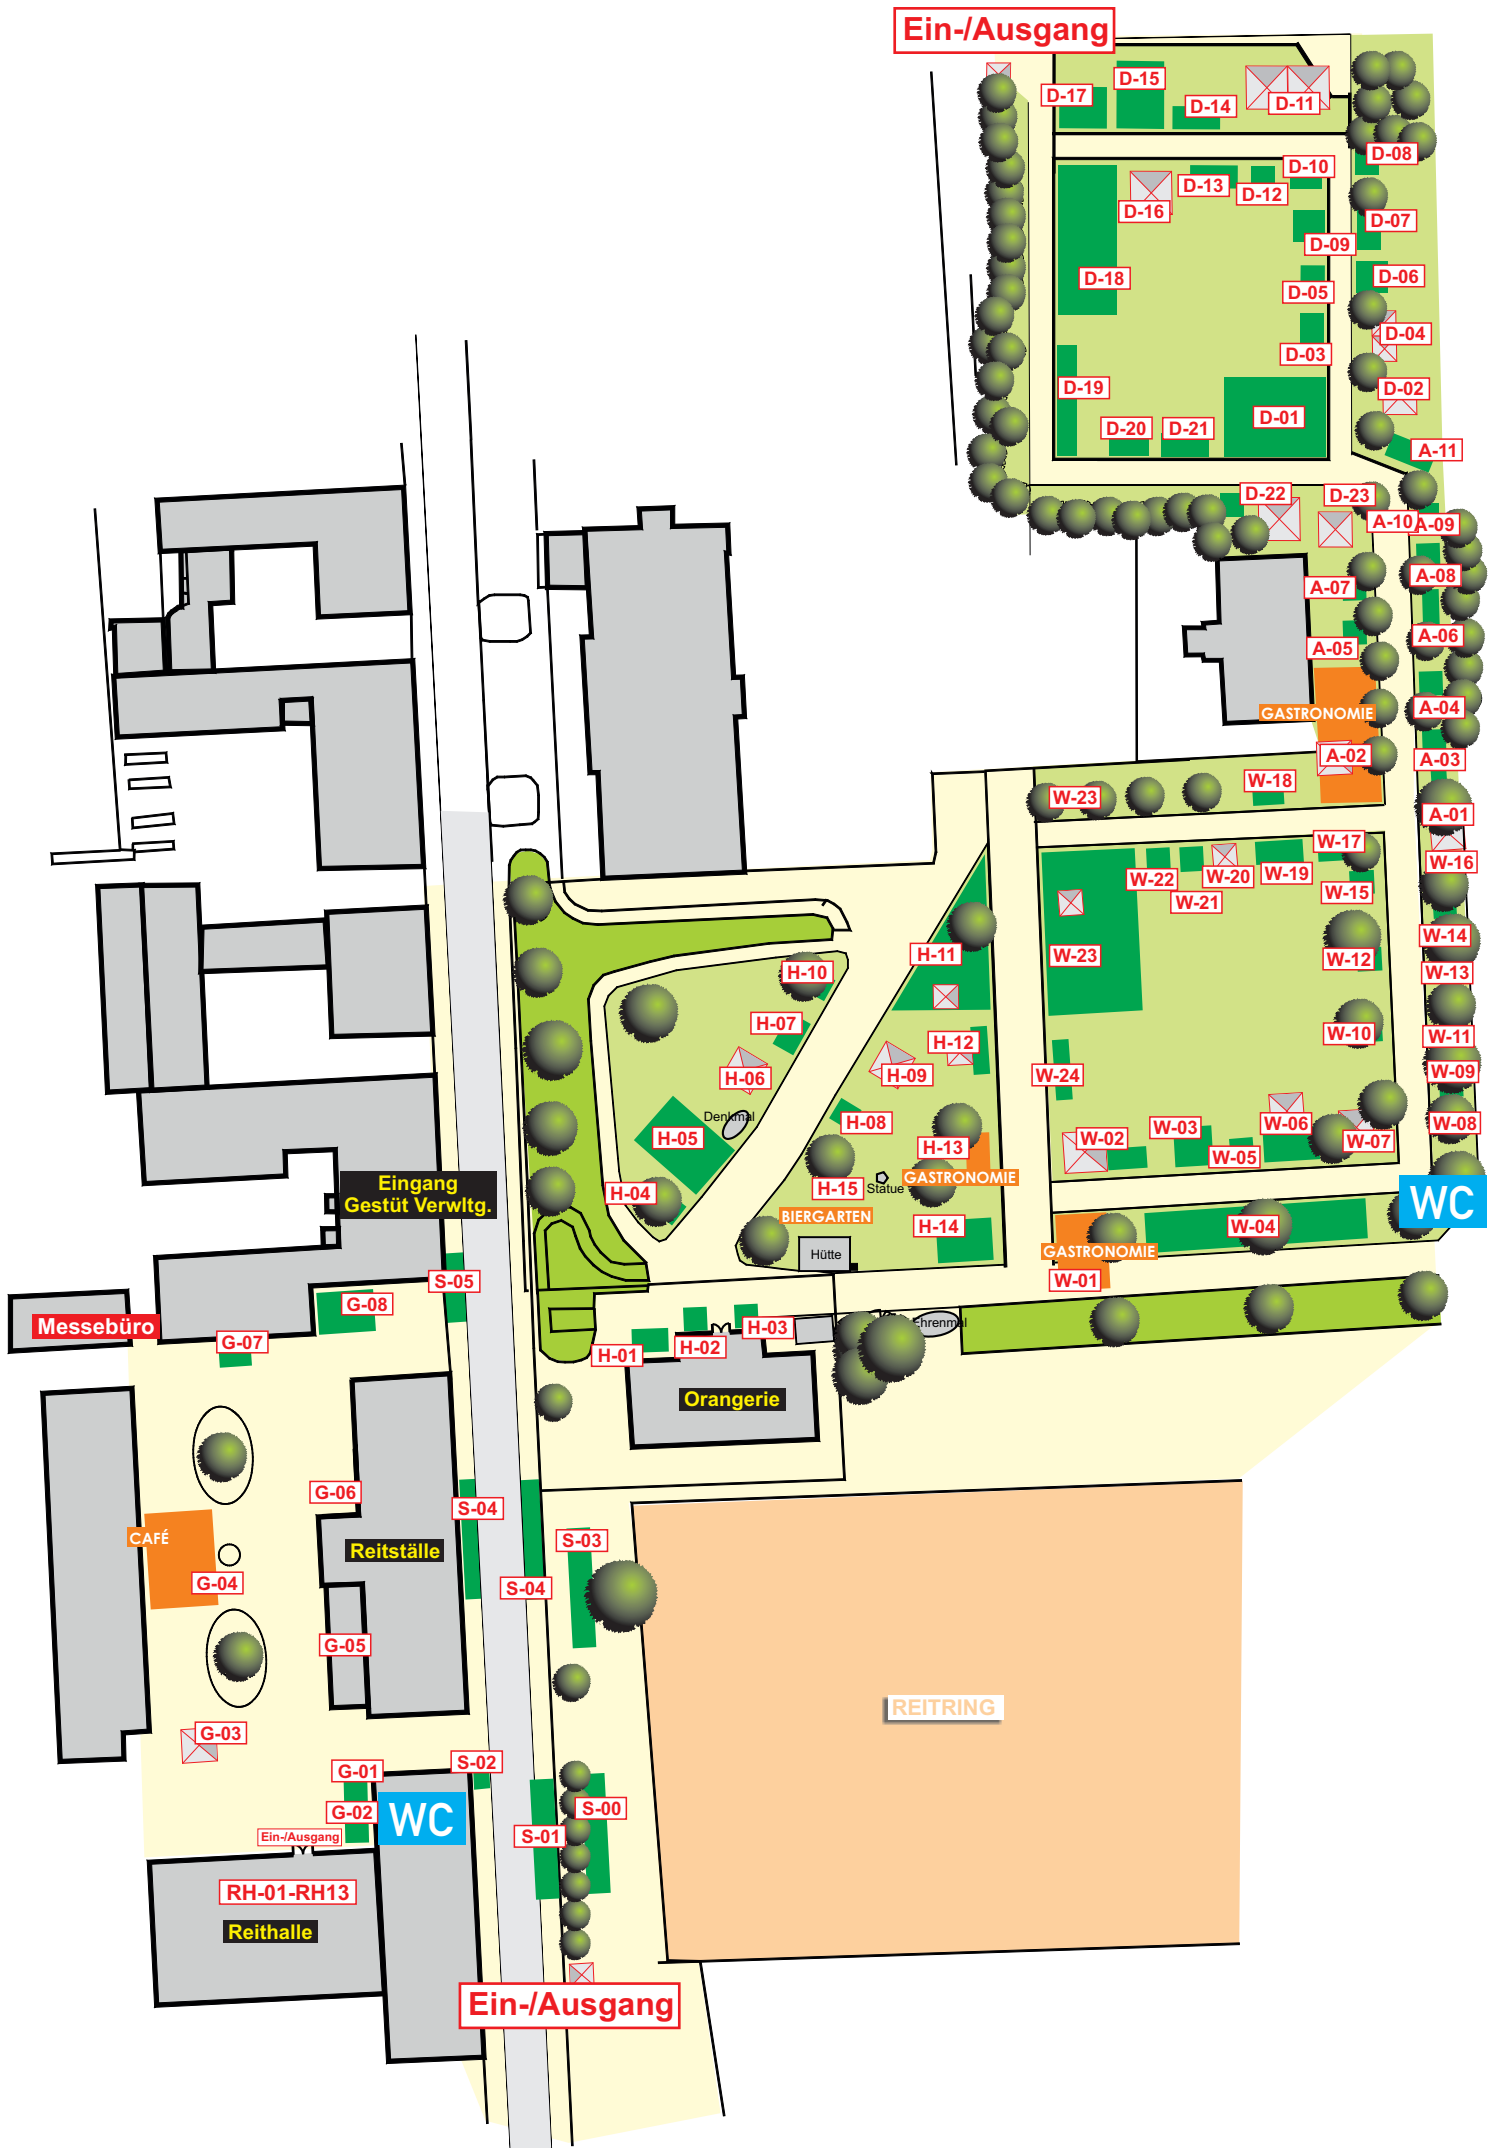 Ein-/Ausgang
D-15
D-17
D-14
D-11
D-08
D-10
D-13
D-12
D-16
D-07
D-09
D-18
D-06
D-05
D-04
D-03
D-19
D-02
D-01
D-20
D-21
A-11
D-22
D-23
A-10
A-09
A-08
A-07
A-06
A-05
A-04
GASTRONOMIE
A-02
A-03
W-18
W-23
A-01
W-17
W-16
W-22
W-20
W-19
W-15
W-21
W-14
H-11
W-23
W-12
H-10
W-13
H-07
W-10
W-11
H-12
H-06
H-09
W-24
W-09
Denkmal
H-08
H-05
W-02
W-03
W-06
W-08
W-07
H-13
W-05
GASTRONOMIE
Eingang
Gestüt Verwltg.
H-04
H-15
Statue
WC
BIERGARTEN
H-14
W-04
Hütte
GASTRONOMIE
W-01
S-05
G-08
Messebüro
G-07
H-03
Ehrenmal
H-02
H-01
Orangerie
G-06
S-04
CAFÉ
Reitställe
S-03
G-04
S-04
G-05
REITRING
G-03
G-01
S-02
G-02
WC
S-00
Ein-/Ausgang
S-01
RH-01-RH13
Reithalle
Ein-/Ausgang